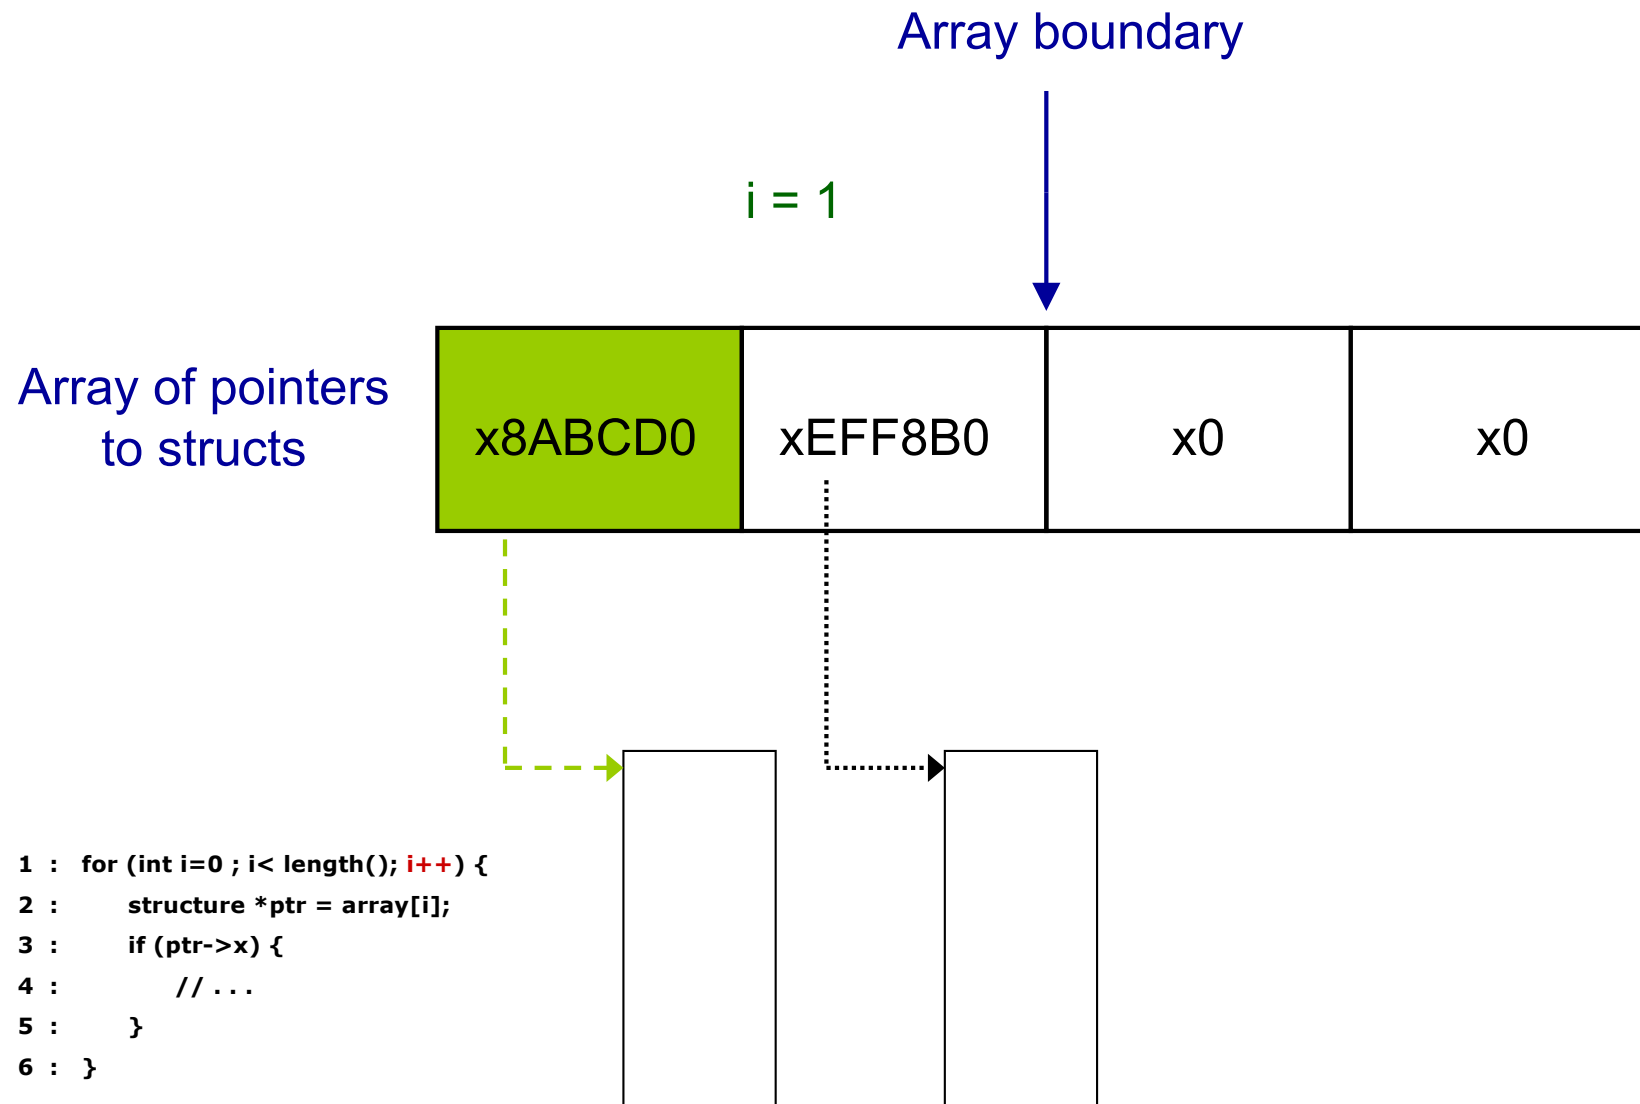 Array boundary
i = 1
Array of pointers
to structs
x8ABCD0 xEFF8B0 x0 x0
1 : for (int i=0 ; i< length(); i++) {
2 : structure *ptr = array[i];
3 : if (ptr->x) {
4 : // . . .
5 : }
6 : }